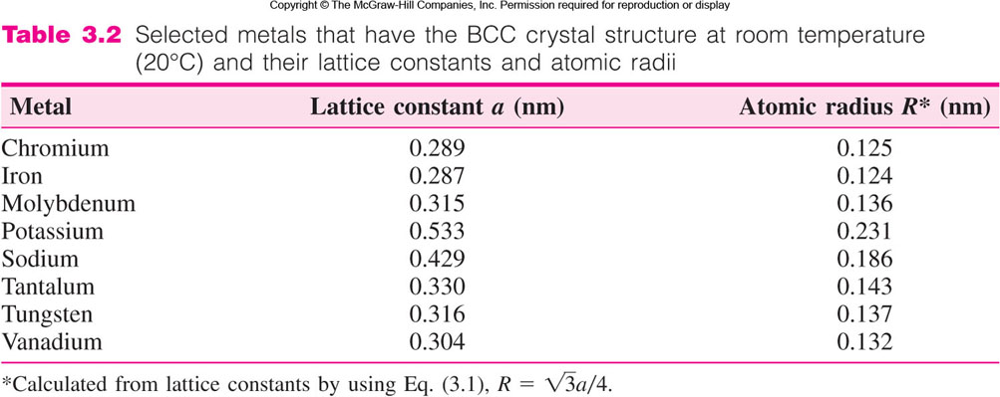 Copyright © The McGraw-Hill Companies, Inc. Permission required for reproduction or display
Table 3.2 Selected metals that have the BCC crystal structure at room temperature
(20°C) and their lattice constants and atomic radii
Metal Lattice constant a (nm) Atomic radius R* (nm)
Chromium 0.289 0.125
Iron 0.287 0.124
Molybdenum 0.315 0.136
Potassium 0.533 0.231
Sodium 0.429 0.186
Tantalum 0.330 0.143
Tungsten 0.316 0.137
Vanadium 0.304 0.132
*Calculated from lattice constants by using Eq. (3.1), R = √3a/4.